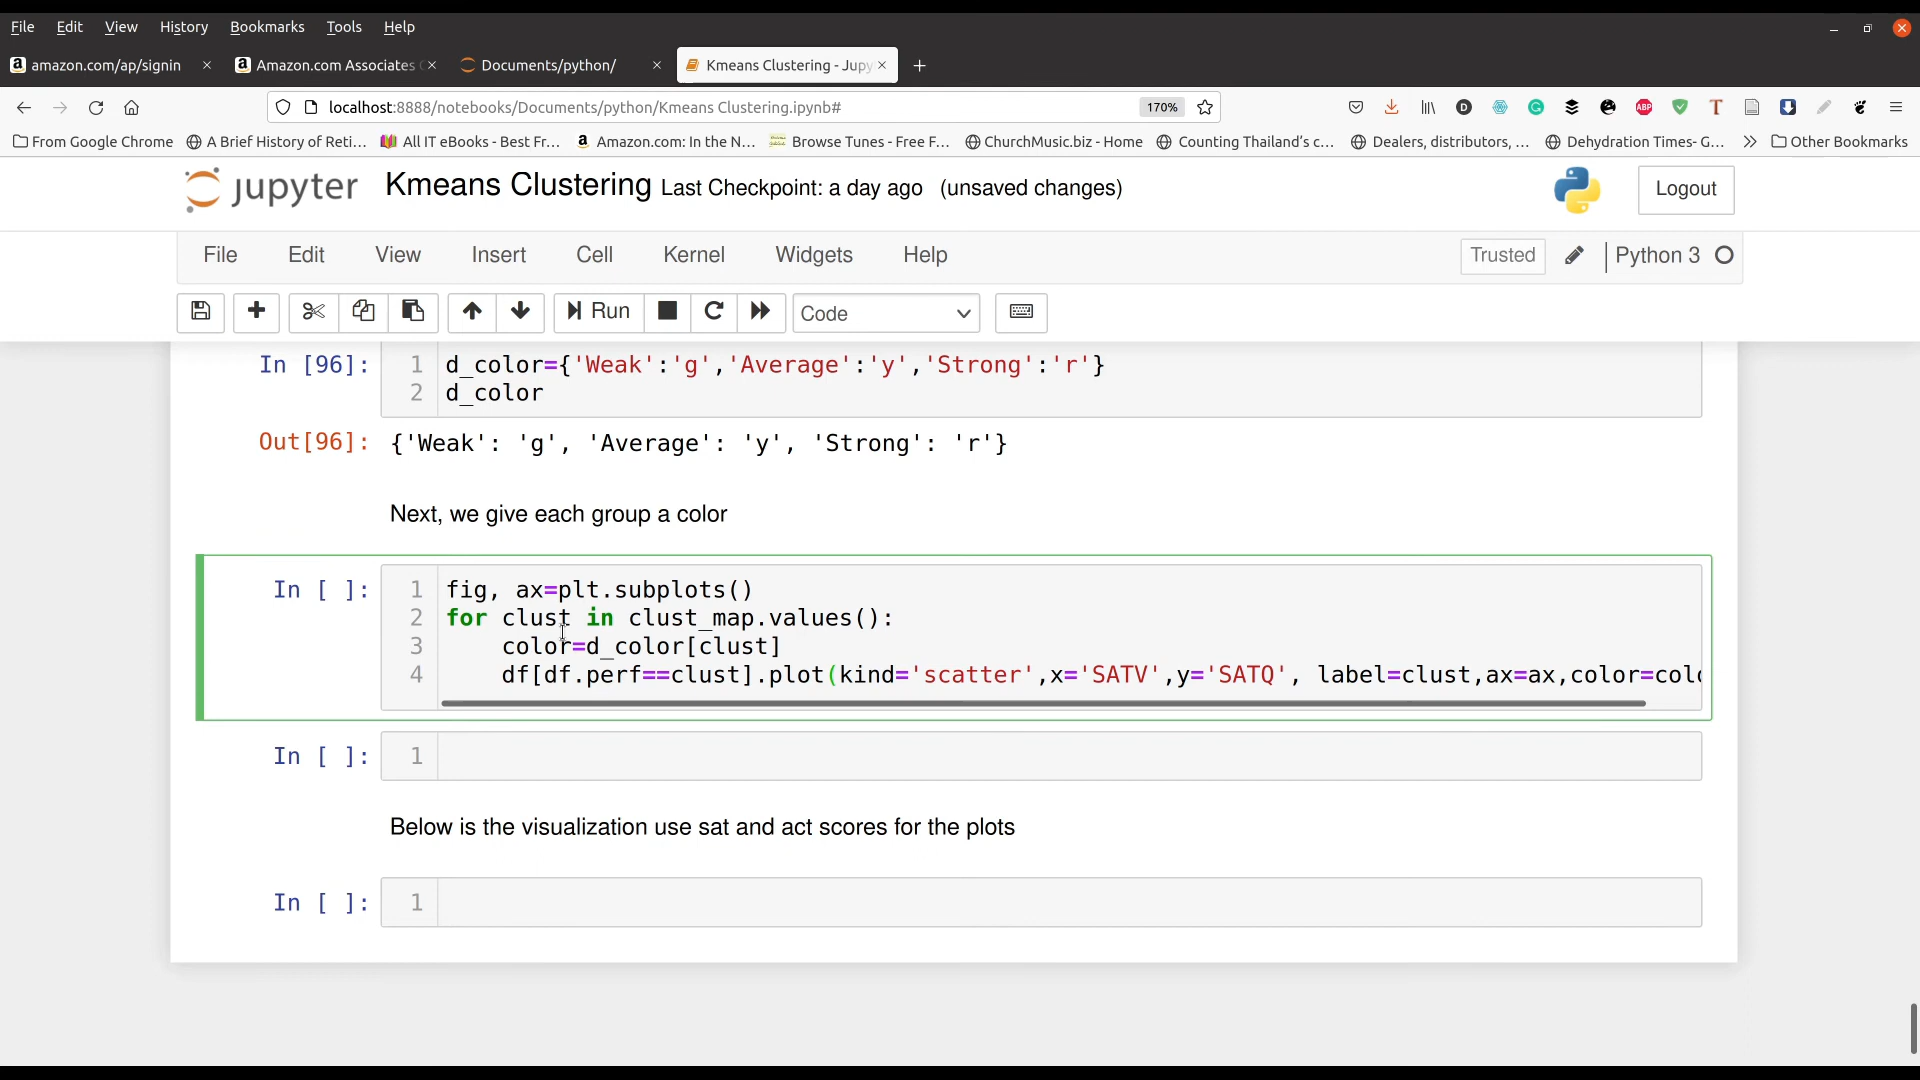 File Edit View History Bookmarks Tools Help
amazon.com/ap/signin Amazon.com Associates Documents/python/ Kmeans Clustering - Jupy
localhost:8888/notebooks/Documents/python/Kmeans Clustering.ipynb# 170%
From Google Chrome A Brief History of Reti... All IT eBooks - Best Fr... Amazon.com: In the N... Browse Tunes - Free F... ChurchMusic.biz - Home Counting Thailand's c... Dealers, distributors, ... Dehydration Times- G... Other Bookmarks
jupyter Kmeans Clustering Last Checkpoint: a day ago (unsaved changes) Logout
File Edit View Insert Cell Kernel Widgets Help Trusted Python 3
Run Code
In [96]: 1 d_color={'Weak':'g','Average':'y','Strong':'r'}
2 d_color
Out[96]: {'Weak': 'g', 'Average': 'y', 'Strong': 'r'}
Next, we give each group a color
In [ ]: 1 fig, ax=plt.subplots()
2 for clust in clust_map.values():
3 color=d_color[clust]
4 df[df.perf==clust].plot(kind='scatter',x='SATV',y='SATQ', label=clust,ax=ax,color=colo
In [ ]: 1
Below is the visualization use sat and act scores for the plots
In [ ]: 1